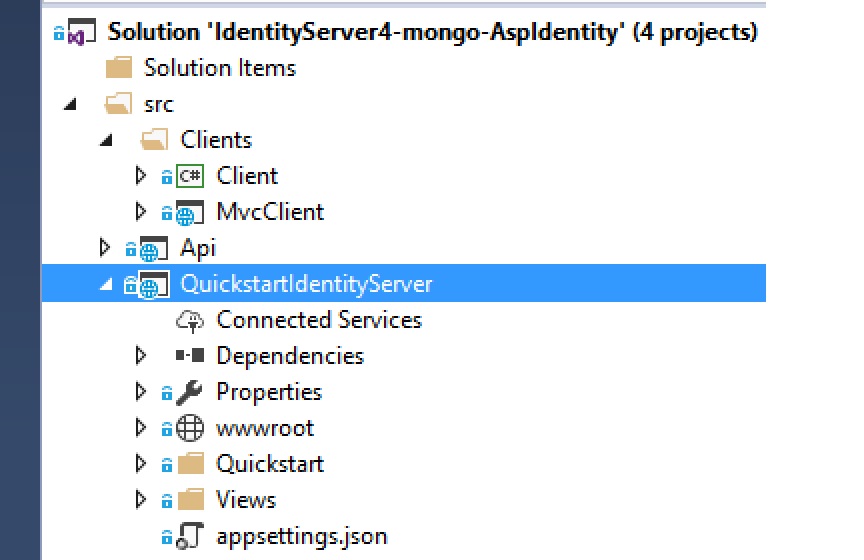 Solution 'IdentityServer4-mongo-AspIdentity' (4 projects)
Solution Items
src
Clients
C# Client
MvcClient
Api
QuickstartIdentityServer
Connected Services
Dependencies
Properties
wwwroot
Quickstart
Views
appsettings.json